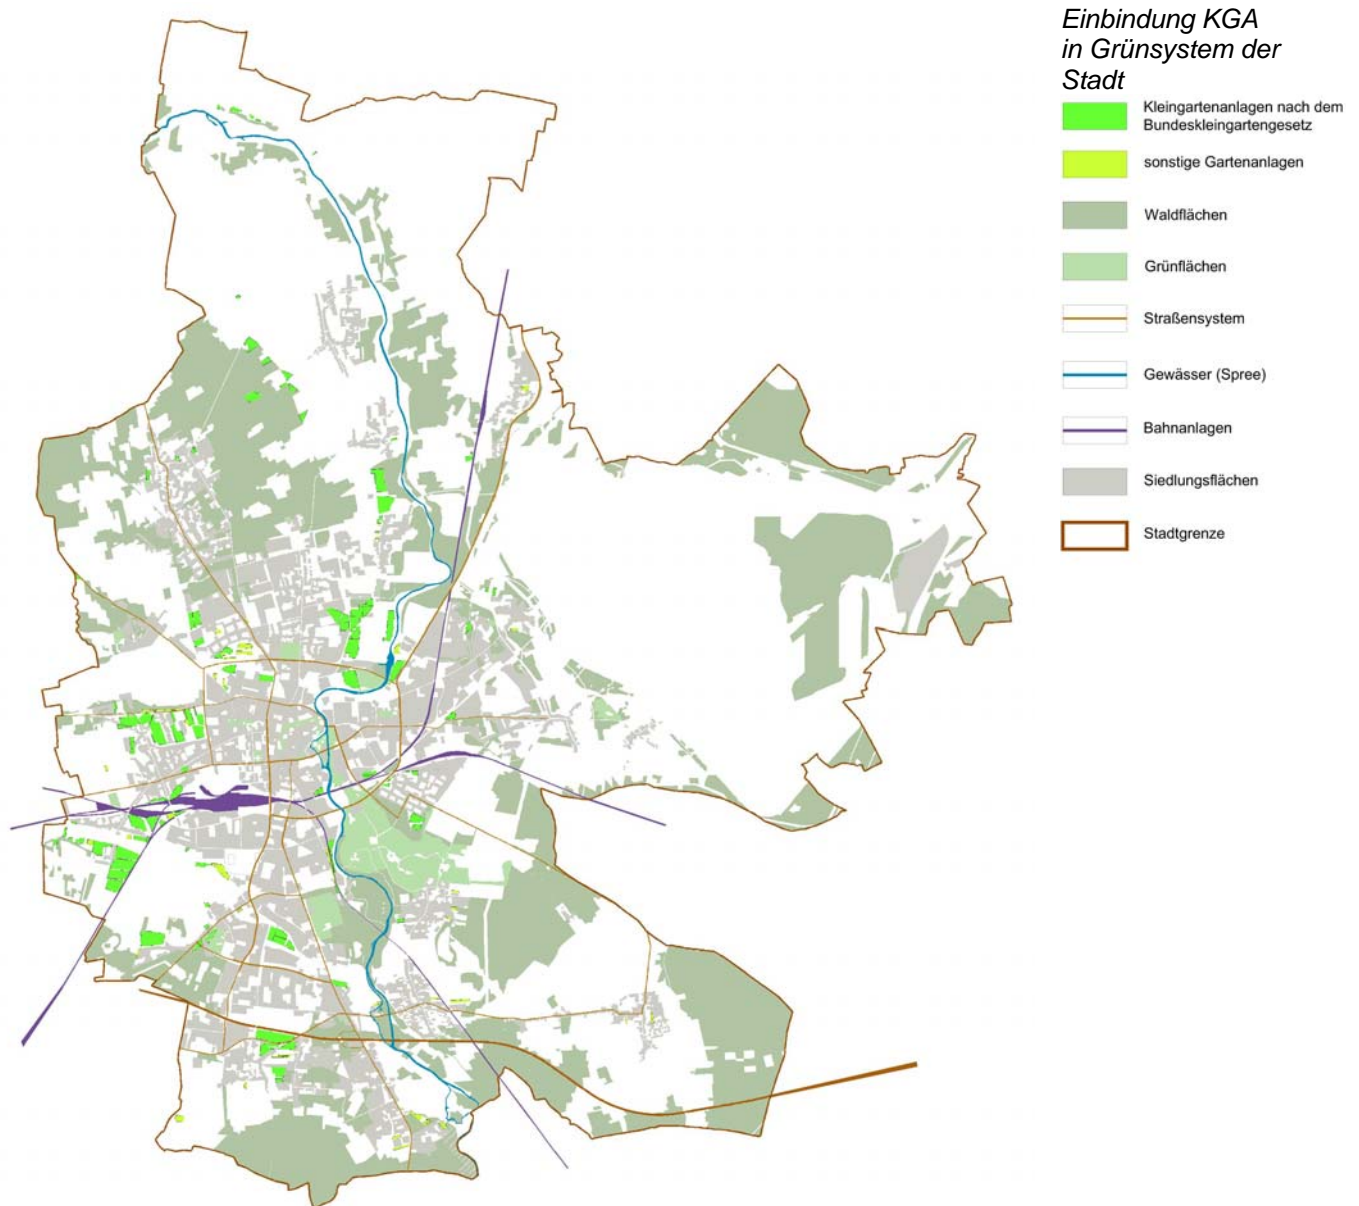 Einbindung KGA
in Grünsystem der
Stadt
Kleingartenanlagen nach dem
Bundeskleingartengesetz
sonstige Gartenanlagen
Waldflächen
Grünflächen
Straßensystem
Gewässer (Spree)
Bahnanlagen
Siedlungsflächen
Stadtgrenze